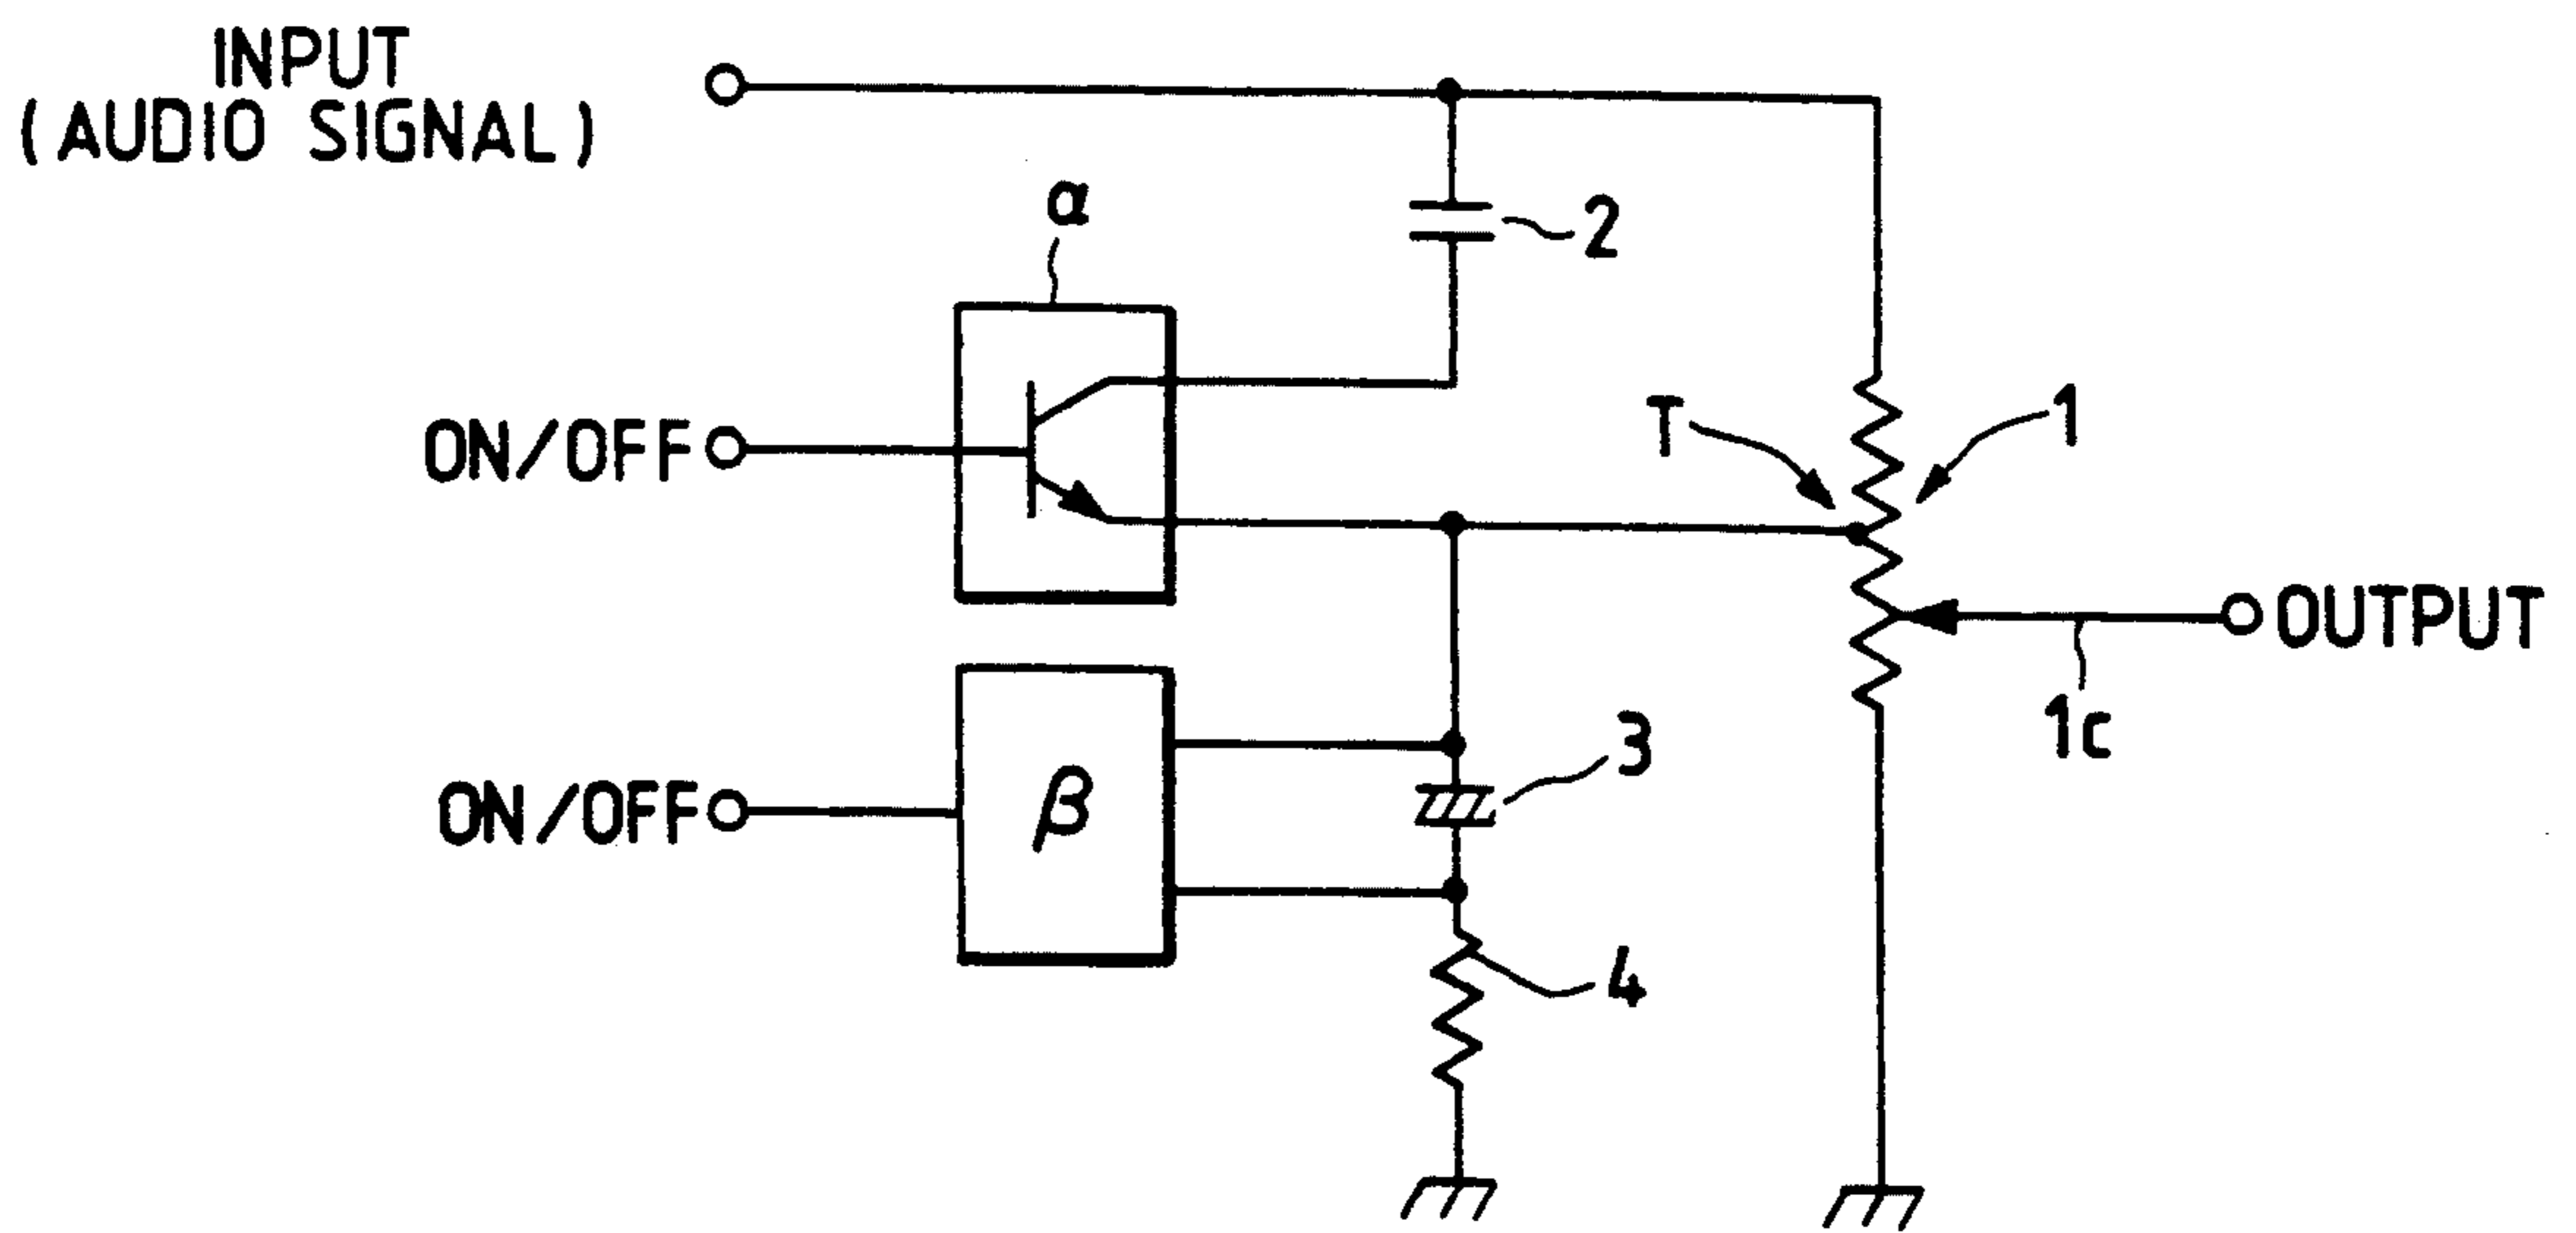 INPUT
(AUDIO SIGNAL)
α
2
ON/OFF
T
1
OUTPUT
1c
3
ON/OFF
β
4